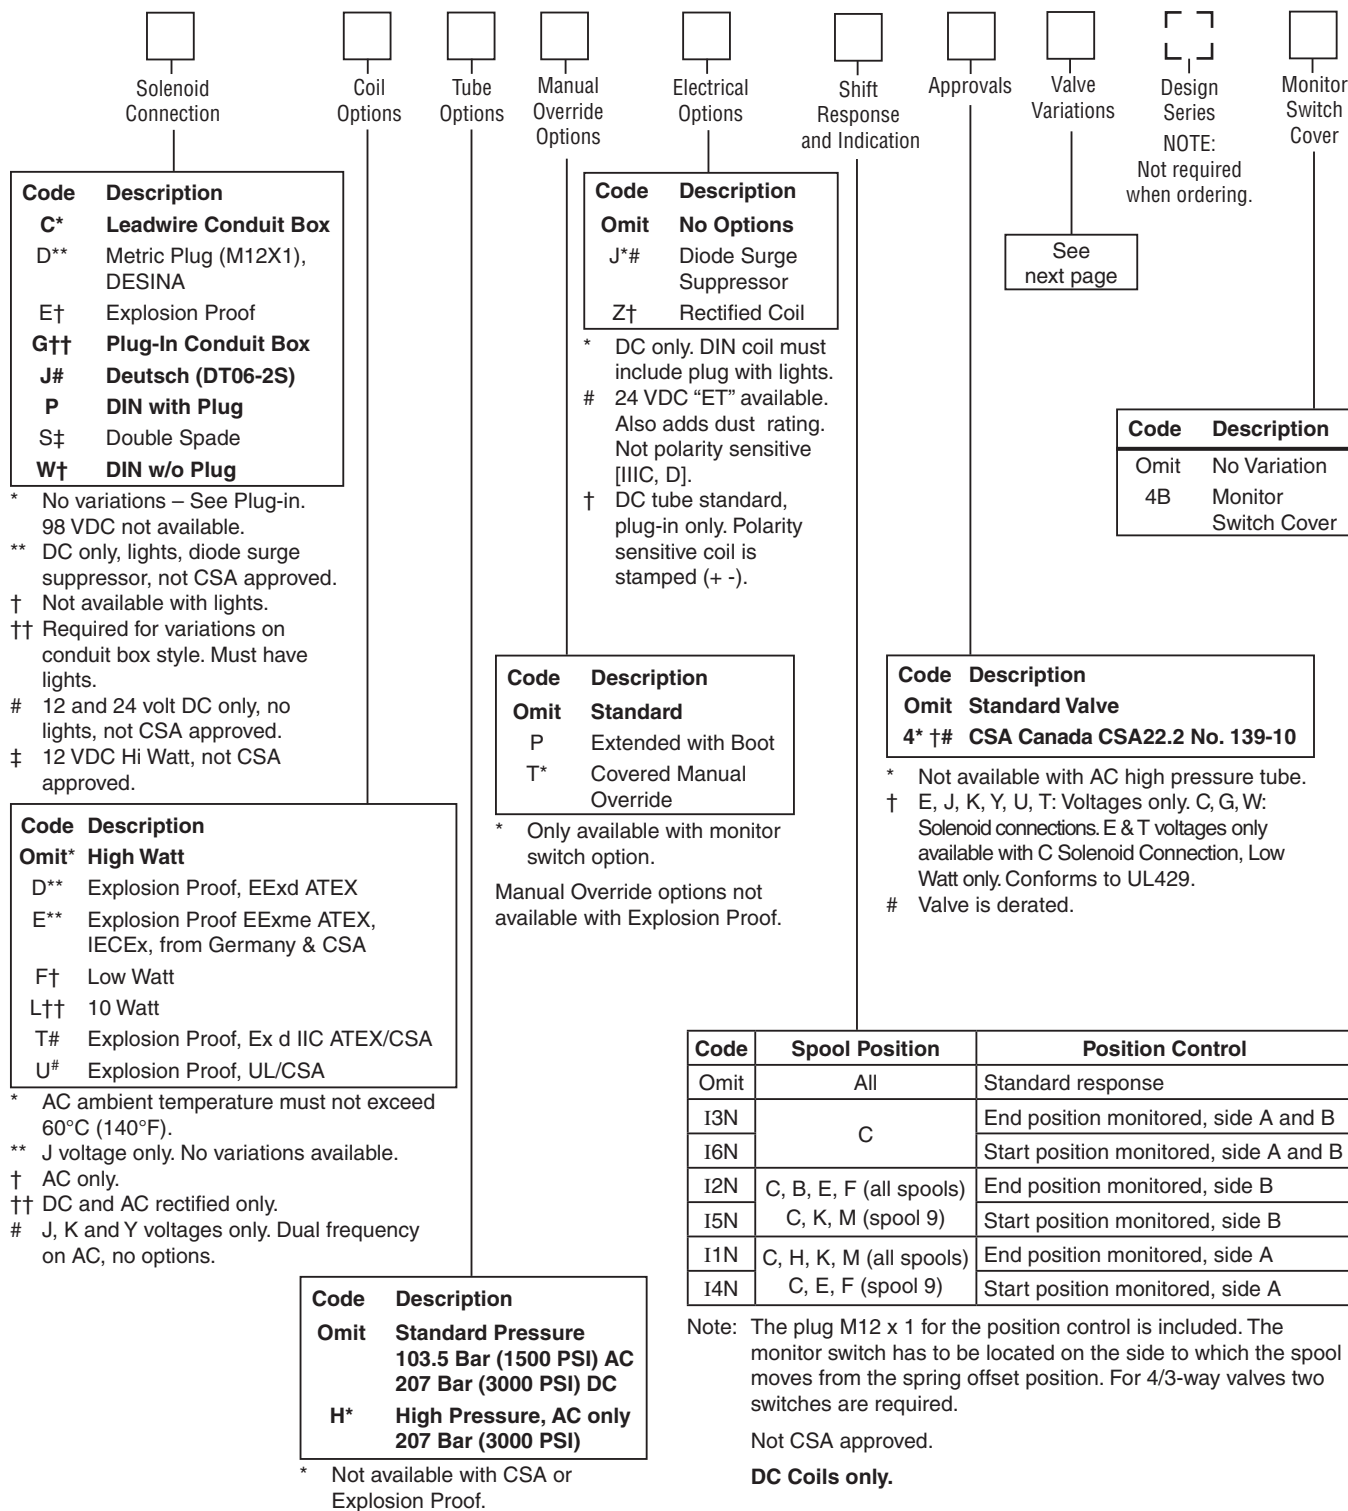 Solenoid
Connection
Coil
Options
Tube
Options
Manual
Override
Options
Electrical
Options
Shift
Response
and Indication
Approvals
Valve
Variations
Design
Series
NOTE:
Not required
when ordering.
Monitor
Switch
Cover
Code Description
C* Leadwire Conduit Box
D** Metric Plug (M12X1),
DESINA
E† Explosion Proof
G†† Plug-In Conduit Box
J# Deutsch (DT06-2S)
P DIN with Plug
S‡ Double Spade
W† DIN w/o Plug
* No variations – See Plug-in.
98 VDC not available.
** DC only, lights, diode surge
suppressor, not CSA approved.
† Not available with lights.
†† Required for variations on
conduit box style. Must have
lights.
# 12 and 24 volt DC only, no
lights, not CSA approved.
‡ 12 VDC Hi Watt, not CSA
approved.
Code Description
Omit* High Watt
D** Explosion Proof, EExd ATEX
E** Explosion Proof EExme ATEX,
IECEx, from Germany & CSA
F† Low Watt
L†† 10 Watt
T# Explosion Proof, Ex d IIC ATEX/CSA
U# Explosion Proof, UL/CSA
* AC ambient temperature must not exceed
60°C (140°F).
** J voltage only. No variations available.
† AC only.
†† DC and AC rectified only.
# J, K and Y voltages only. Dual frequency
on AC, no options.
Code Description
Omit Standard Pressure
103.5 Bar (1500 PSI) AC
207 Bar (3000 PSI) DC
H* High Pressure, AC only
207 Bar (3000 PSI)
* Not available with CSA or
Explosion Proof.
Code Description
Omit Standard
P Extended with Boot
T* Covered Manual
Override
* Only available with monitor
switch option.
Manual Override options not
available with Explosion Proof.
Code Description
Omit No Options
J*# Diode Surge
Suppressor
Z† Rectified Coil
* DC only. DIN coil must
include plug with lights.
# 24 VDC “ET” available.
Also adds dust rating.
Not polarity sensitive
[IIIC, D].
† DC tube standard,
plug-in only. Polarity
sensitive coil is
stamped (+ -).
Code Spool Position Position Control
Omit All Standard response
I3N C End position monitored, side A and B
I6N Start position monitored, side A and B
I2N C, B, E, F (all spools) End position monitored, side B
I5N C, K, M (spool 9) Start position monitored, side B
I1N C, H, K, M (all spools) End position monitored, side A
I4N C, E, F (spool 9) Start position monitored, side A
Note: The plug M12 x 1 for the position control is included. The
monitor switch has to be located on the side to which the spool
moves from the spring offset position. For 4/3-way valves two
switches are required.
Not CSA approved.
DC Coils only.
Code Description
Omit Standard Valve
4* †# CSA Canada CSA22.2 No. 139-10
* Not available with AC high pressure tube.
† E, J, K, Y, U, T: Voltages only. C, G, W:
Solenoid connections. E & T voltages only
available with C Solenoid Connection, Low
Watt only. Conforms to UL429.
# Valve is derated.
See
next page
Code Description
Omit No Variation
4B Monitor
Switch Cover